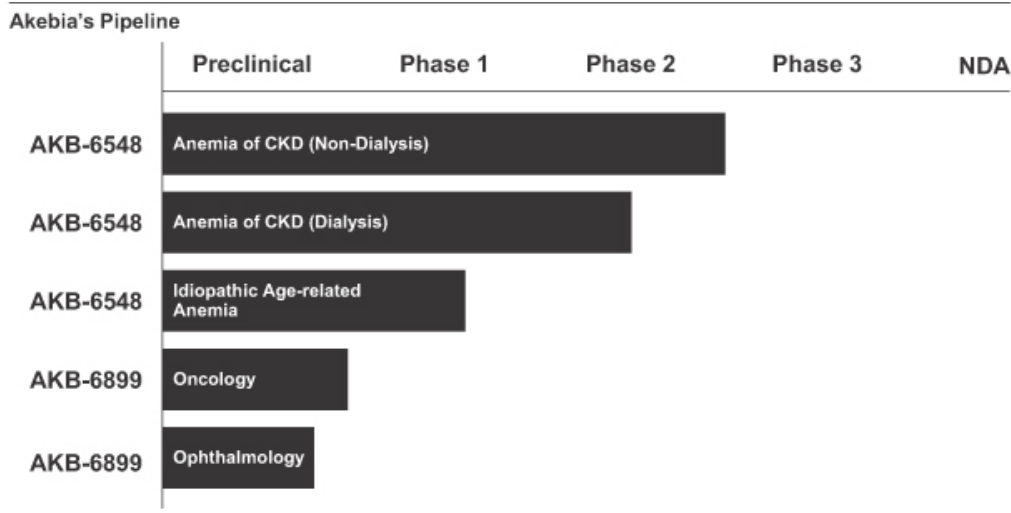 Akebia's Pipeline
Preclinical Phase 1 Phase 2 Phase 3 NDA
AKB-6548 Anemia of CKD (Non-Dialysis)
AKB-6548 Anemia of CKD (Dialysis)
AKB-6548 Idiopathic Age-related
Anemia
AKB-6899 Oncology
AKB-6899 Ophthalmology